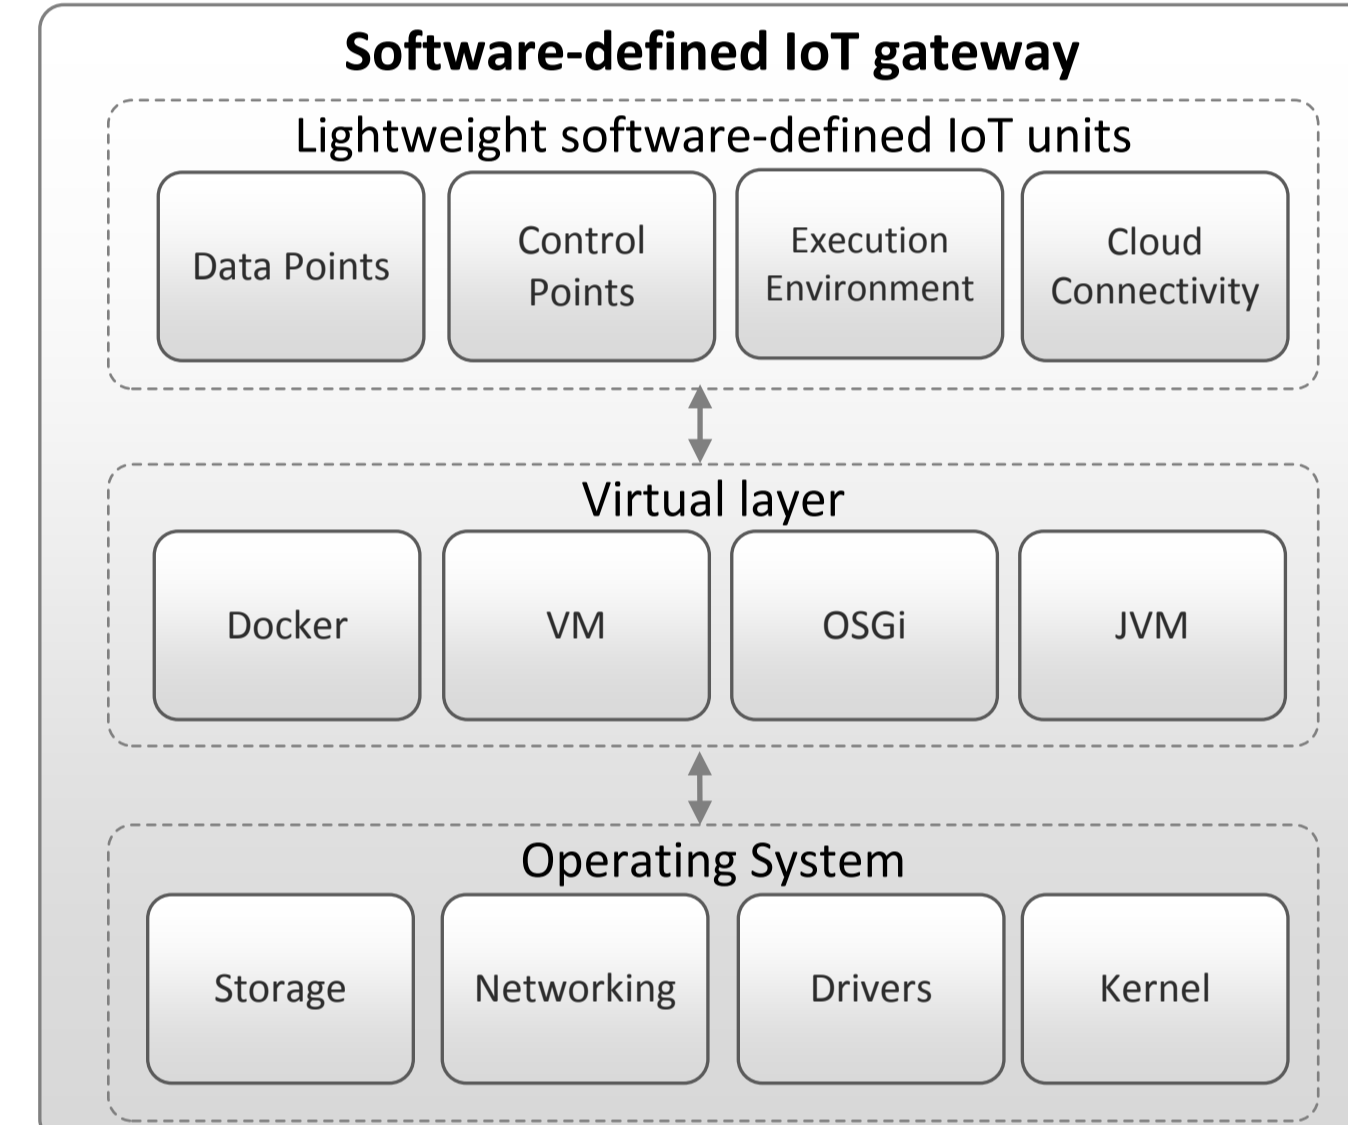 Software-defined IoT gateway
Lightweight software-defined IoT units
Data Points
Control
Points
Execution
Environment
Cloud
Connectivity
Virtual layer
Docker
VM
OSGi
JVM
Operating System
Storage
Networking
Drivers
Kernel